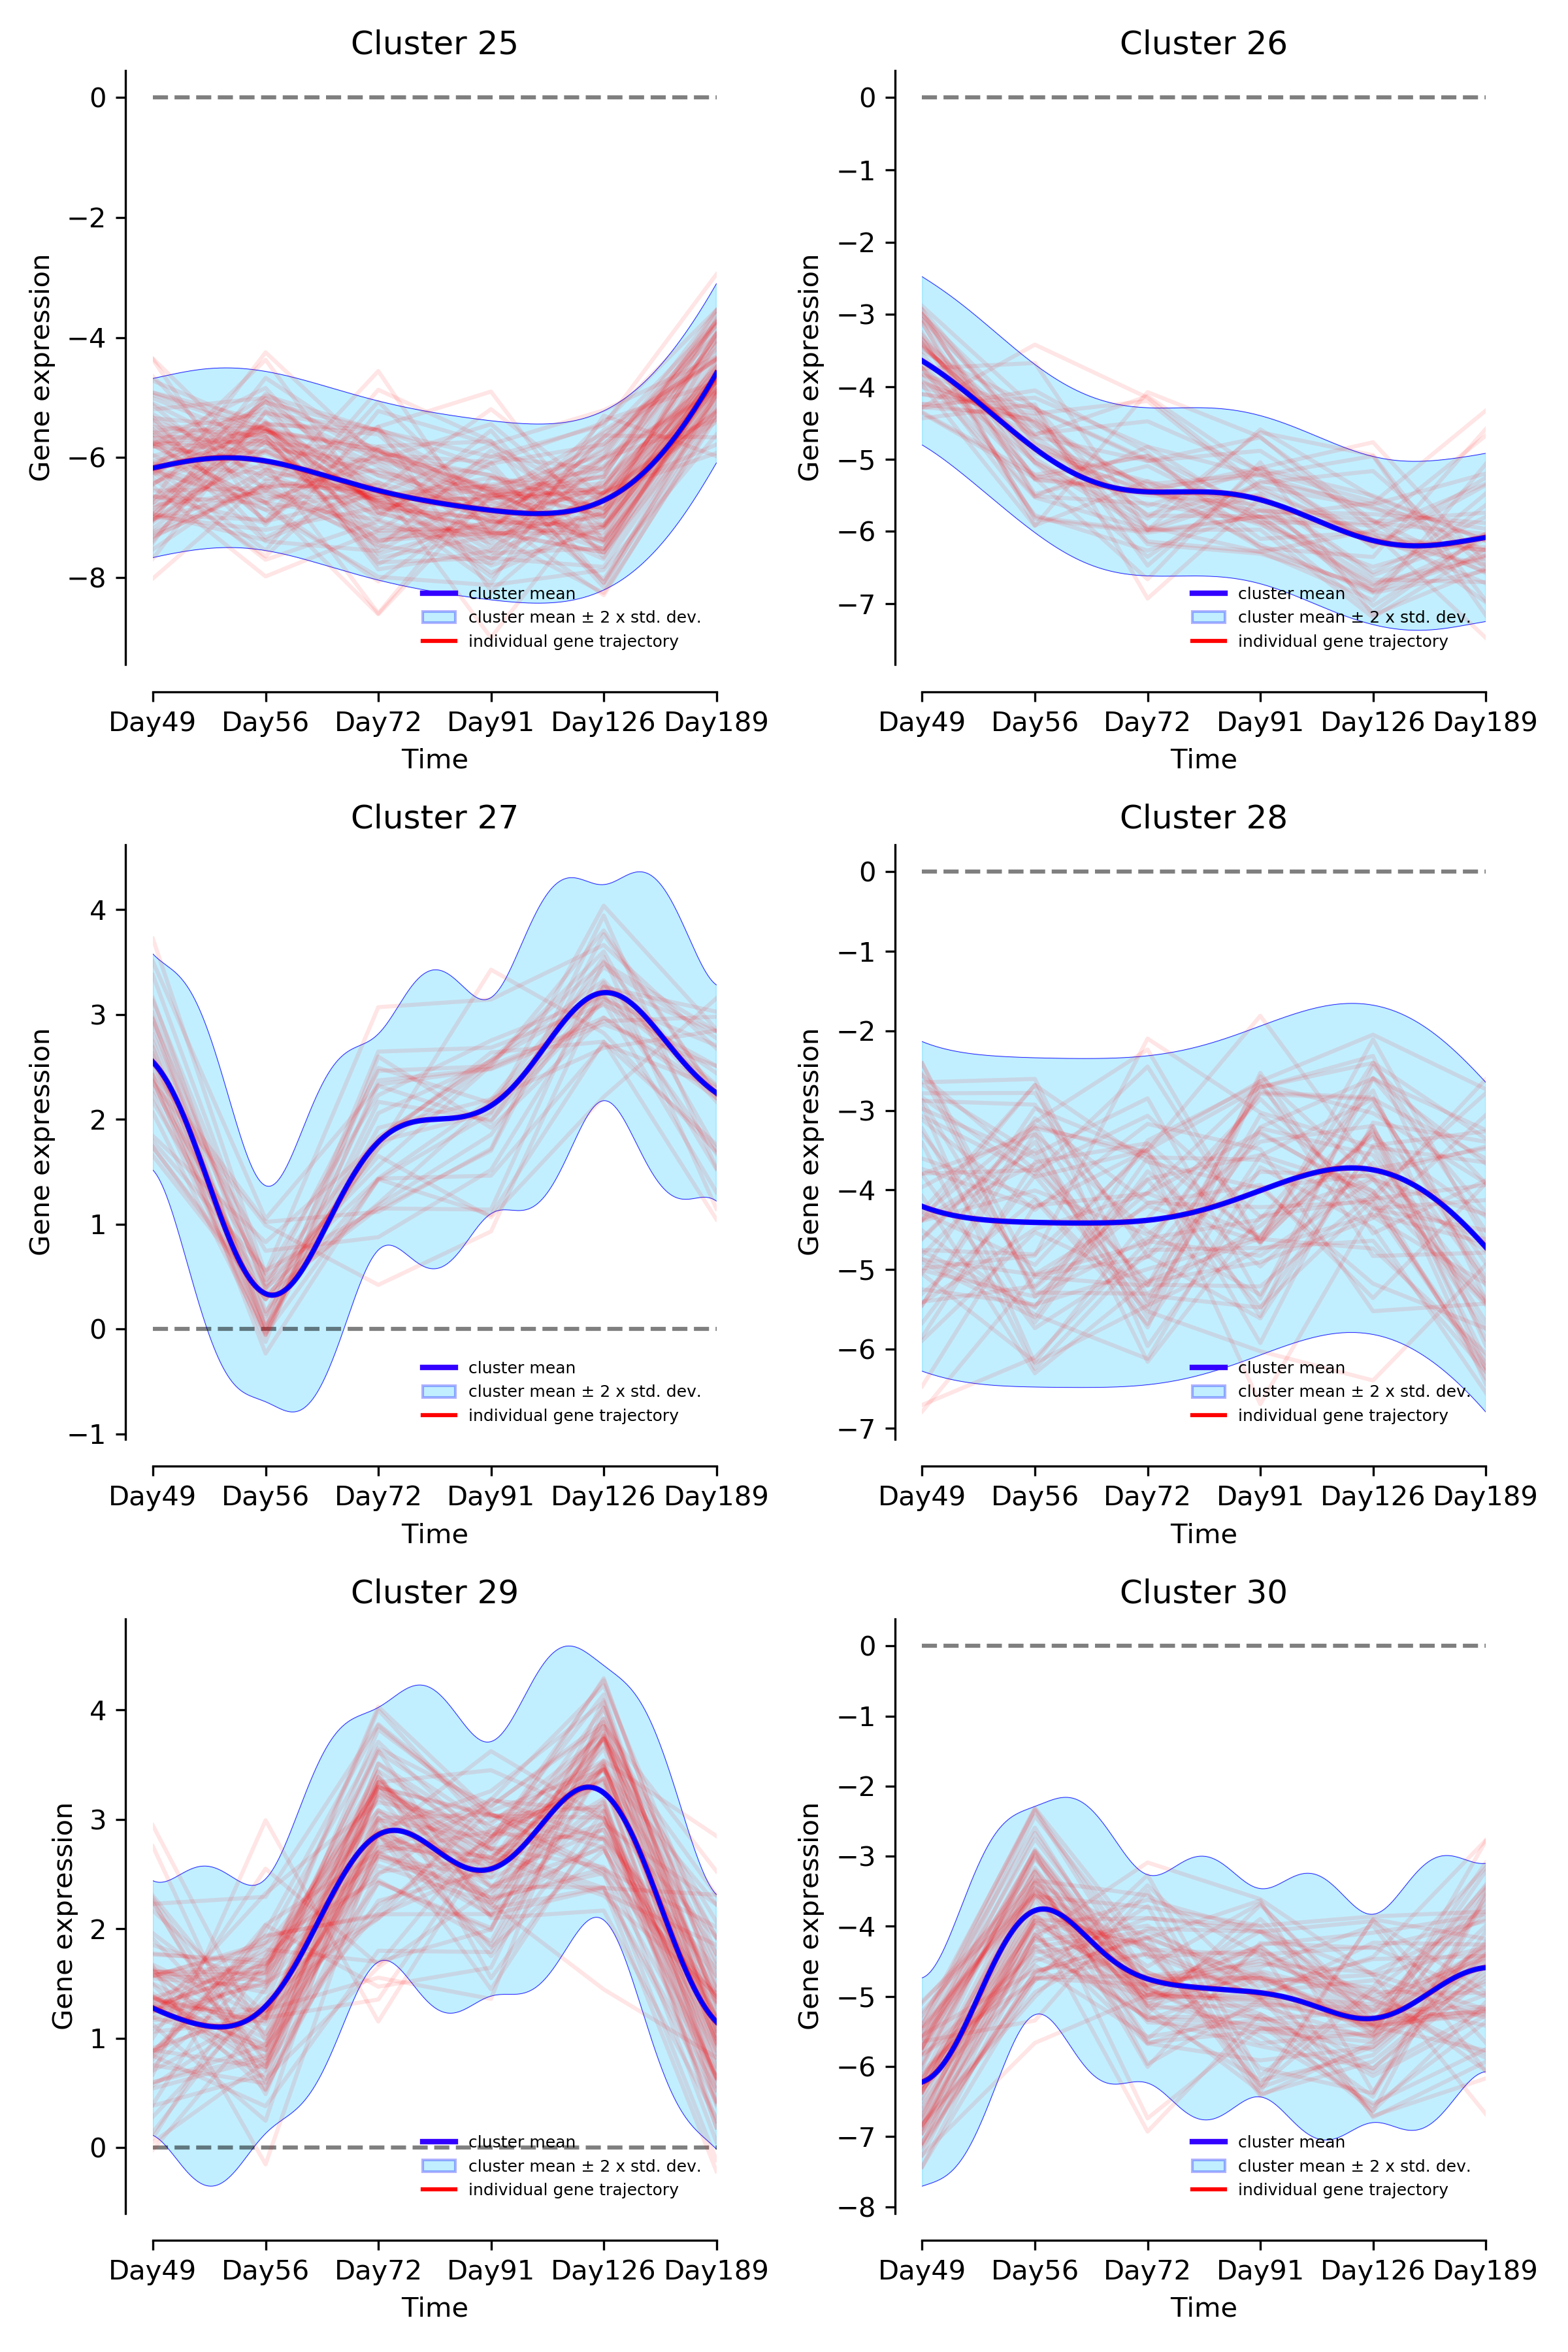 Cluster 25
Gene expression
0
−2
−4
−6
−8
cluster mean
cluster mean ± 2 x std. dev.
individual gene trajectory
Day49 Day56 Day72 Day91 Day126 Day189
Time
Cluster 26
Gene expression
0
−1
−2
−3
−4
−5
−6
−7
cluster mean
cluster mean ± 2 x std. dev.
individual gene trajectory
Day49 Day56 Day72 Day91 Day126 Day189
Time
Cluster 27
Gene expression
4
3
2
1
0
−1
cluster mean
cluster mean ± 2 x std. dev.
individual gene trajectory
Day49 Day56 Day72 Day91 Day126 Day189
Time
Cluster 28
Gene expression
0
−1
−2
−3
−4
−5
−6
−7
cluster mean
cluster mean ± 2 x std. dev.
individual gene trajectory
Day49 Day56 Day72 Day91 Day126 Day189
Time
Cluster 29
Gene expression
4
3
2
1
0
cluster mean
cluster mean ± 2 x std. dev.
individual gene trajectory
Day49 Day56 Day72 Day91 Day126 Day189
Time
Cluster 30
Gene expression
0
−1
−2
−3
−4
−5
−6
−7
−8
cluster mean
cluster mean ± 2 x std. dev.
individual gene trajectory
Day49 Day56 Day72 Day91 Day126 Day189
Time